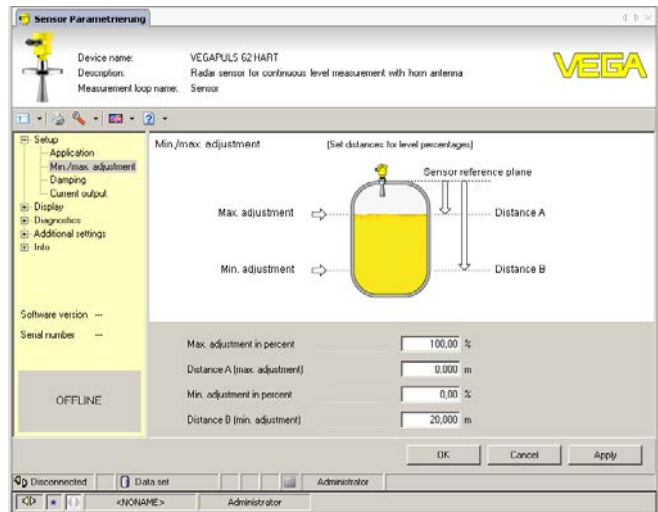 Sensor Parametrierung
Device name: VEGAPULS 62 HART
Description: Radar sensor for continuous level measurement with horn antenna
Measurement loop name: Sensor
VEGA
Setup
Application
Min./max. adjustment
Damping
Current output
Display
Diagnostics
Additional settings
Info
Software version ---
Serial number ---
OFFLINE
Min./max. adjustment (Set distances for level percentages)
Sensor reference plane
Max. adjustment
Distance A
Min. adjustment
Distance B
Max. adjustment in percent 100,00 %
Distance A (max. adjustment) 0.000 m
Min. adjustment in percent 0,00 %
Distance B (min. adjustment) 20,000 m
OK Cancel Apply
Disconnected Data set Administrator
<NONAME> Administrator